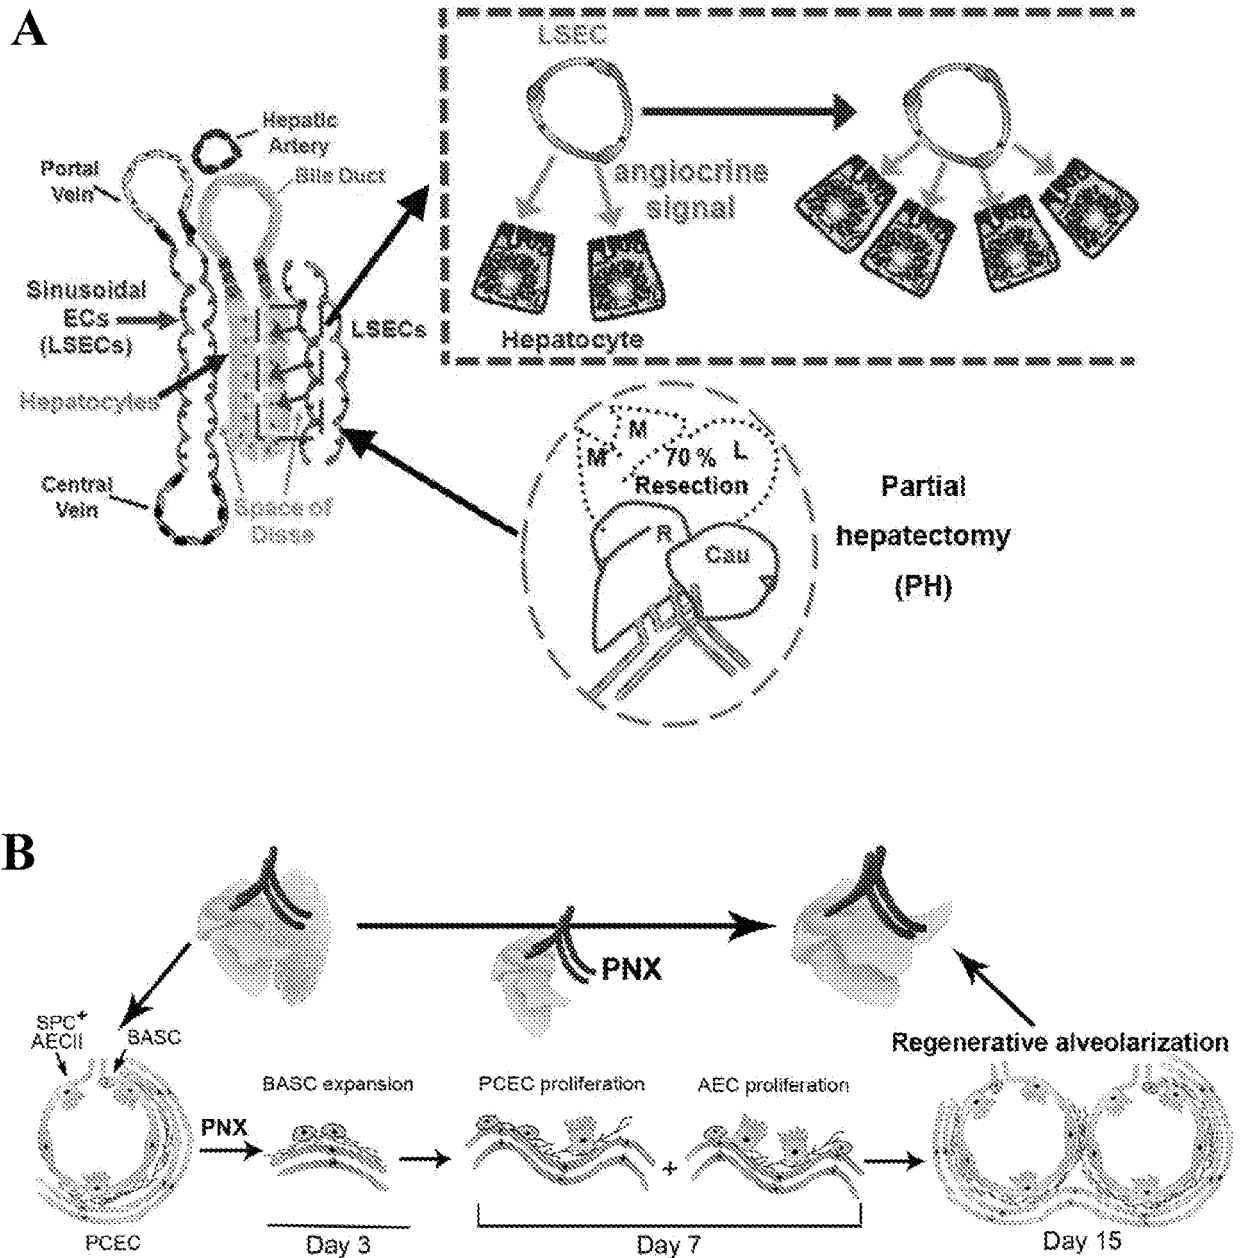 A
LSEC
Hepatic
Artery
Portal
Vein
Bile Duct
angiocrine
signal
Sinusoidal
ECs
(LSECs)
LSECs
Hepatocyte
Hepatocytes
M
M
70 %
L
Resection
Central
Vein
Space of
Disse
R
Cau
Partial
hepatectomy
(PH)
B
PNX
SPC+
AECII
BASC
Regenerative alveolarization
BASC expansion
PCEC proliferation
AEC proliferation
PNX
+
PCEC
Day 3
Day 7
Day 15